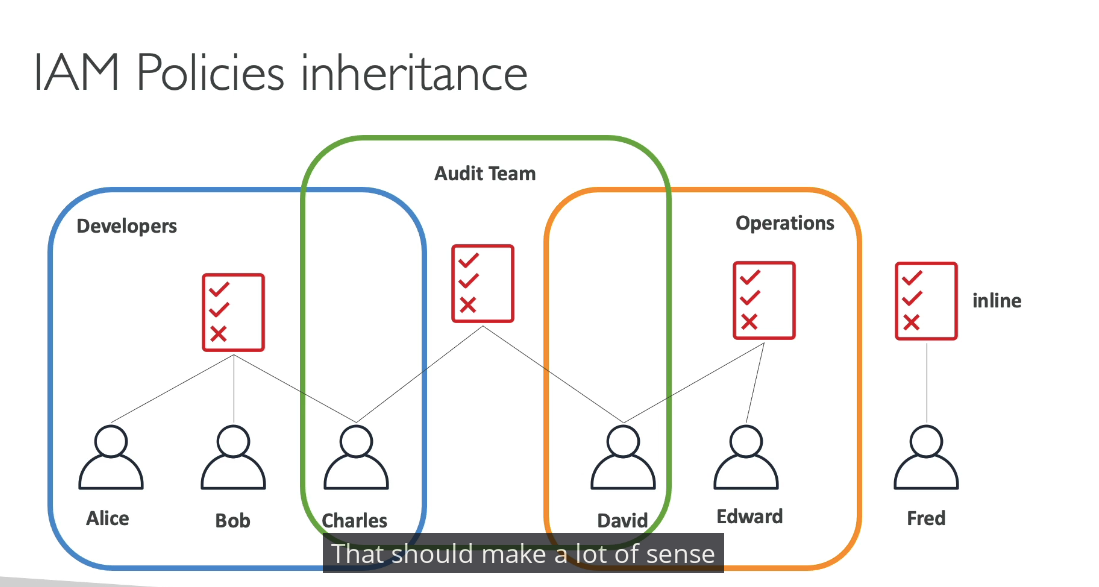 IAM Policies inheritance
Audit Team
Developers
Operations
inline
Alice
Bob
Charles
David
Edward
Fred
That should make a lot of sense